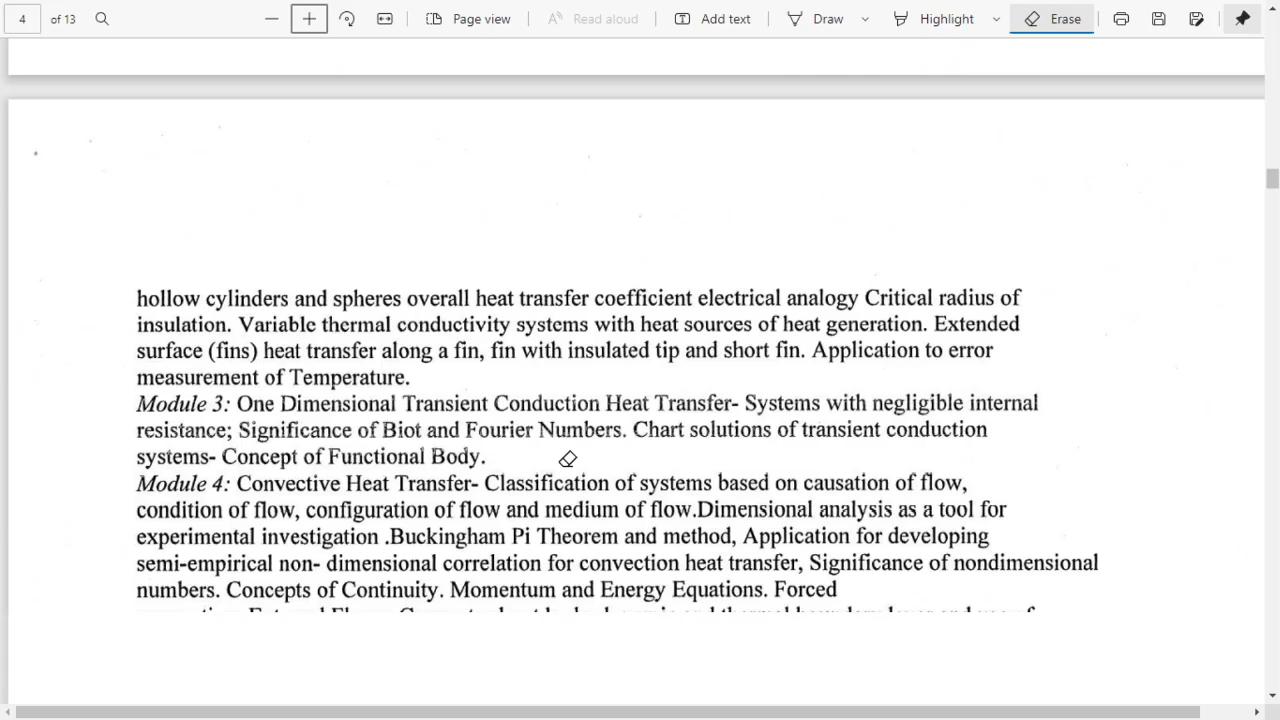 4 of 13 Page view Read aloud Add text Draw Highlight Erase
hollow cylinders and spheres overall heat transfer coefficient electrical analogy Critical radius of
insulation. Variable thermal conductivity systems with heat sources of heat generation. Extended
surface (fins) heat transfer along a fin, fin with insulated tip and short fin. Application to error
measurement of Temperature.
Module 3: One Dimensional Transient Conduction Heat Transfer- Systems with negligible internal
resistance; Significance of Biot and Fourier Numbers. Chart solutions of transient conduction
systems- Concept of Functional Body.
Module 4: Convective Heat Transfer- Classification of systems based on causation of flow,
condition of flow, configuration of flow and medium of flow.Dimensional analysis as a tool for
experimental investigation .Buckingham Pi Theorem and method, Application for developing
semi-empirical non- dimensional correlation for convection heat transfer, Significance of nondimensional
numbers. Concepts of Continuity. Momentum and Energy Equations. Forced